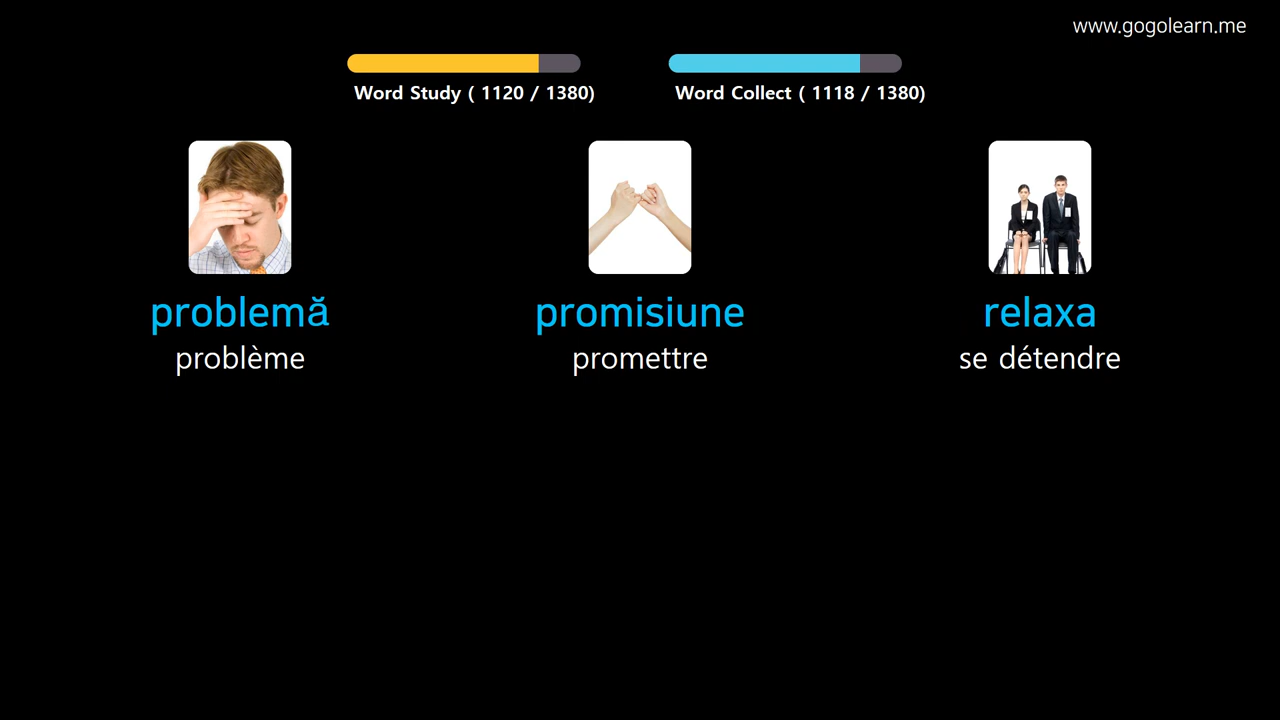 www.gogolearn.me
Word Study ( 1120 / 1380)
Word Collect ( 1118 / 1380)
problemă
promisiune
relaxa
problème
promettre
se détendre